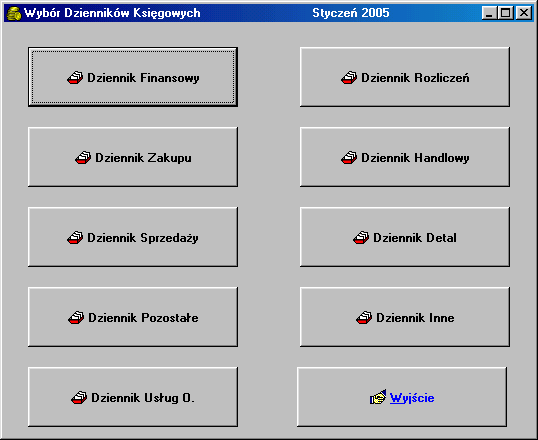 Wybór Dzienników Księgowych Styczeń 2005
Dziennik Finansowy
Dziennik Rozliczeń
Dziennik Zakupu
Dziennik Handlowy
Dziennik Sprzedaży
Dziennik Detal
Dziennik Pozostałe
Dziennik Inne
Dziennik Usług O.
Wyjście